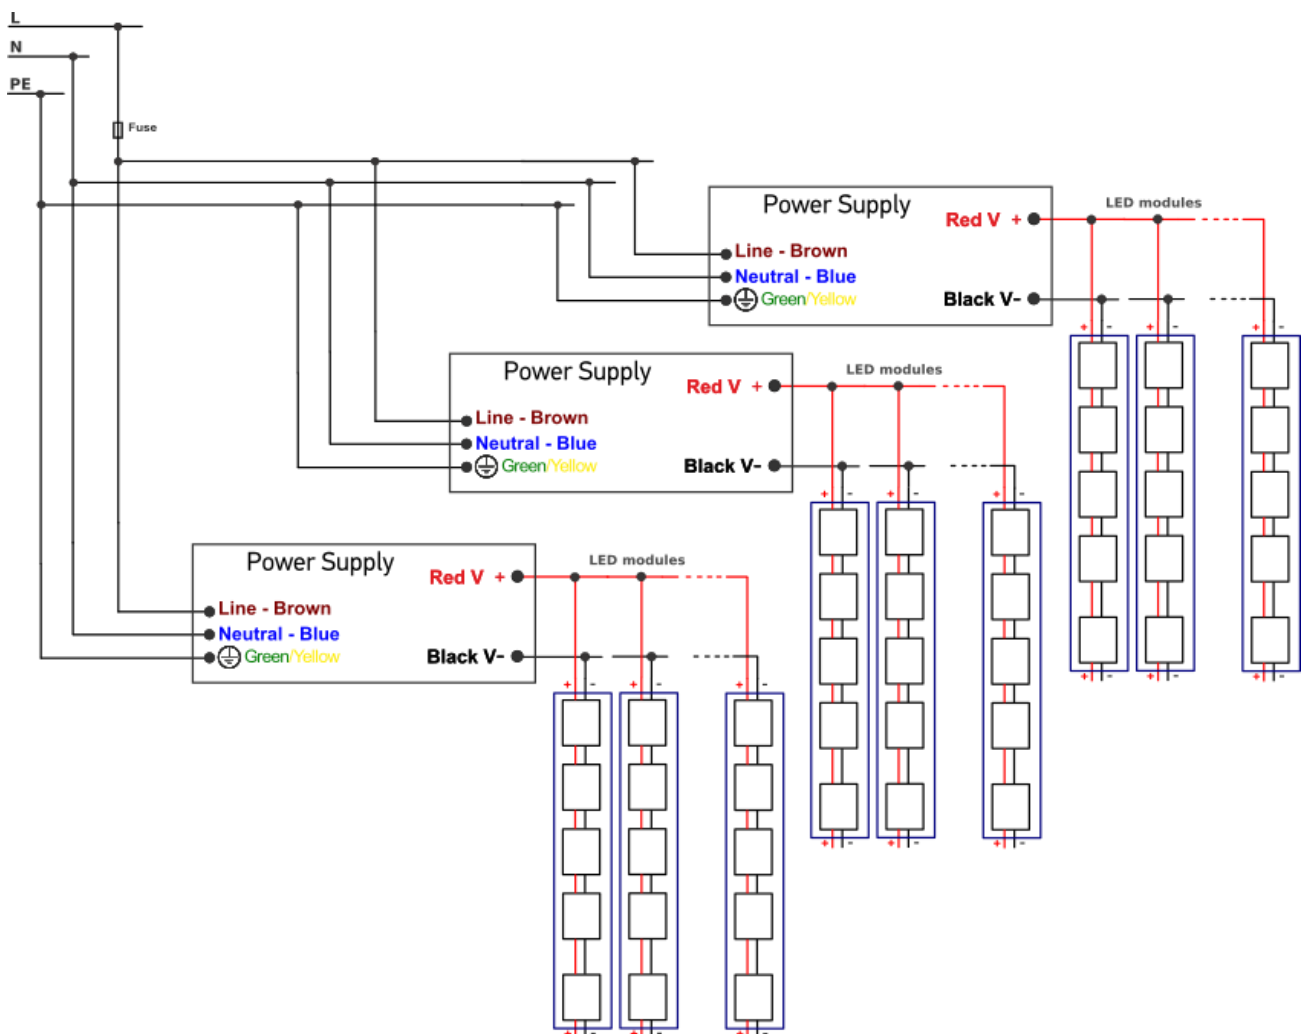 L
N
PE
Fuse
Power Supply
Red V +
LED modules
Line - Brown
Neutral - Blue
Green/Yellow
Black V-
+ -
+ -
+ -
+ -
+ -
+ -
Power Supply
Red V +
LED modules
Line - Brown
Neutral - Blue
Green/Yellow
Black V-
+ -
+ -
+ -
+ -
+ -
+ -
Power Supply
Red V +
LED modules
Line - Brown
Neutral - Blue
Green/Yellow
Black V-
+ -
+ -
+ -
+ -
+ -
+ -